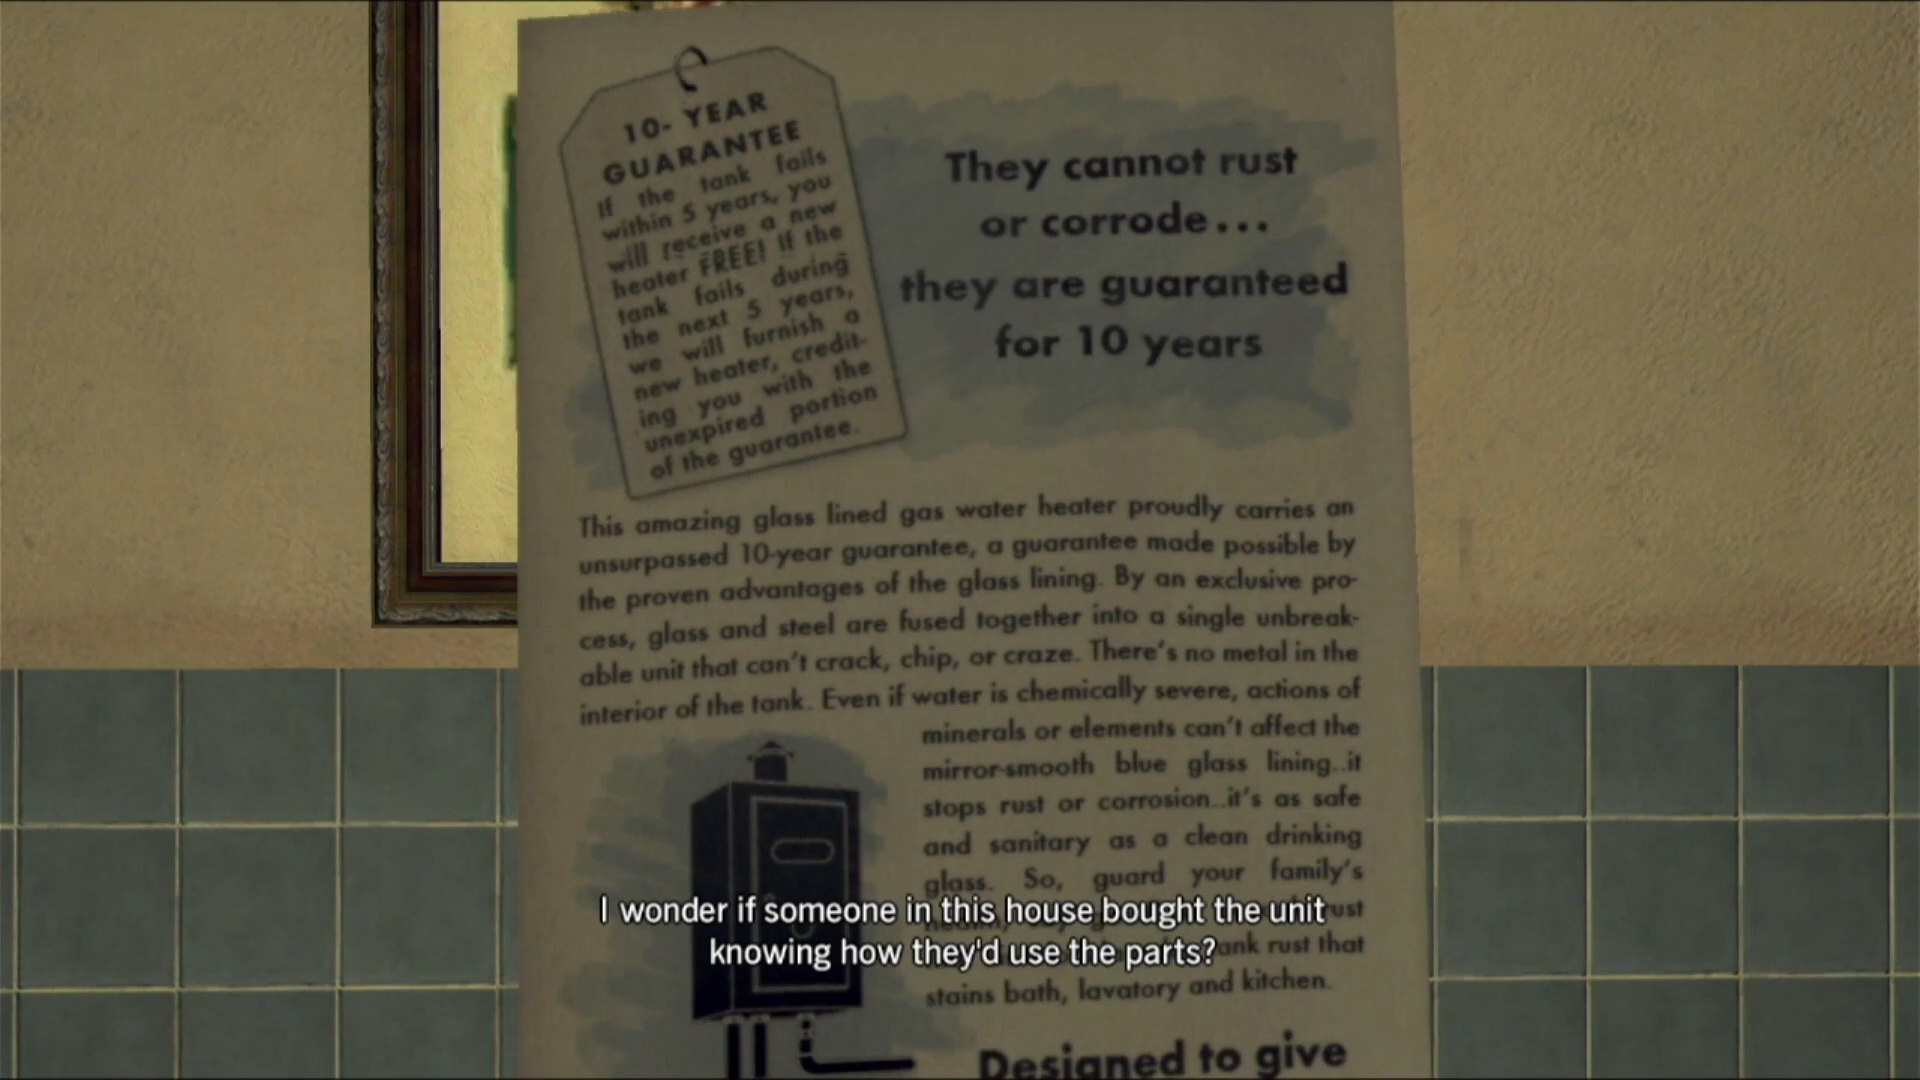 10- YEAR
GUARANTEE
If the tank fails
within 5 years, you
will receive a new
heater FREE! If the
tank fails during
the next 5 years,
we will furnish a
new heater, credit-
ing you with the
unexpired portion
of the guarantee.
They cannot rust
or corrode...
they are guaranteed
for 10 years
This amazing glass lined gas water heater proudly carries an
unsurpassed 10-year guarantee, a guarantee made possible by
the proven advantages of the glass lining. By an exclusive pro-
cess, glass and steel are fused together into a single unbreak-
able unit that can't crack, chip, or craze. There's no metal in the
interior of the tank. Even if water is chemically severe, actions of
minerals or elements can't affect the
mirror-smooth blue glass lining..it
stops rust or corrosion..it's as safe
and sanitary as a clean drinking
glass. So, guard your family's
rust
tank rust that
stains bath, lavatory and kitchen.
Designed to give
I wonder if someone in this house bought the unit
knowing how they'd use the parts?